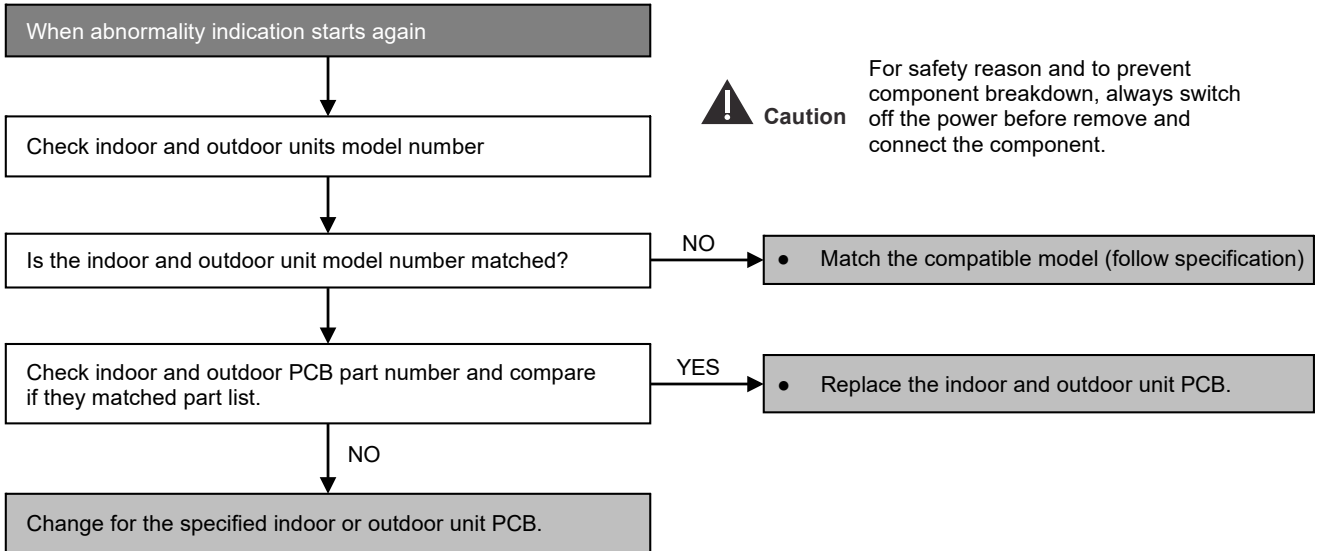 When abnormality indication starts again
Check indoor and outdoor units model number
Caution
For safety reason and to prevent
component breakdown, always switch
off the power before remove and
connect the component.
Is the indoor and outdoor unit model number matched?
NO
● Match the compatible model (follow specification)
Check indoor and outdoor PCB part number and compare
if they matched part list.
YES
● Replace the indoor and outdoor unit PCB.
NO
Change for the specified indoor or outdoor unit PCB.